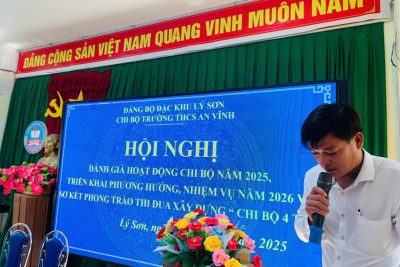 ĐẢNG CỘNG SẢN VIỆT NAM QUANG VINH MUÔN NĂM
ĐẢNG BỘ ĐẶC KHU LÝ SƠN
CHI BỘ TRƯỜNG THCS AN VĨNH
HỘI NGHỊ
ĐÁNH GIÁ HOẠT ĐỘNG CHI BỘ NĂM 2025,
TRIỂN KHAI PHƯƠNG HƯỚNG, NHIỆM VỤ NĂM 2026
SƠ KẾT PHONG TRÀO THI ĐUA XÂY DỰNG " CHI BỘ 4
Lý Sơn, 2025